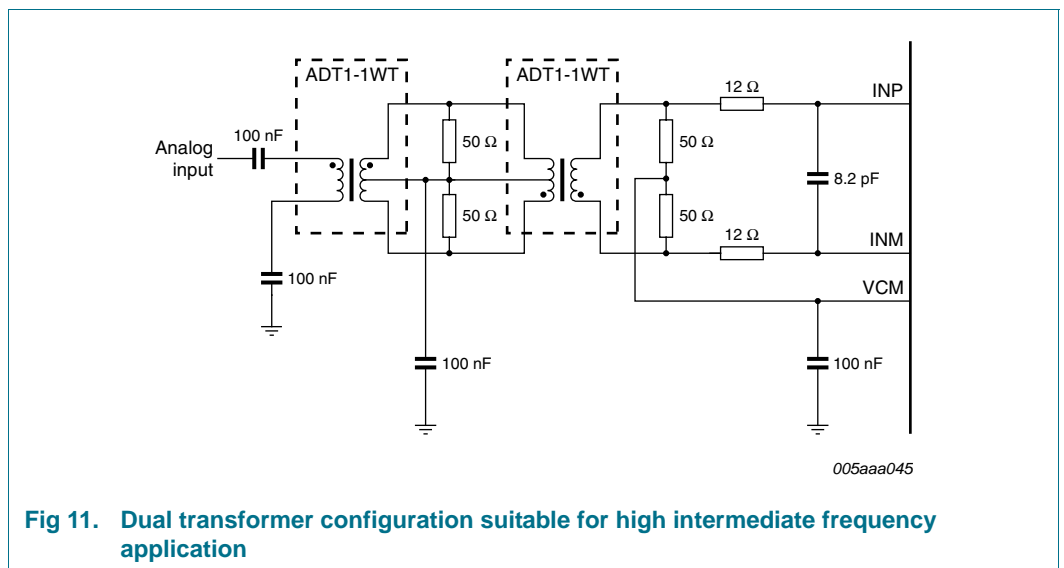 ADT1-1WT
ADT1-1WT
12 Ω
INP
100 nF
Analog
input
50 Ω
50 Ω
8.2 pF
50 Ω
50 Ω
12 Ω
INM
100 nF
VCM
100 nF
100 nF
005aaa045
Fig 11. Dual transformer configuration suitable for high intermediate frequency
application